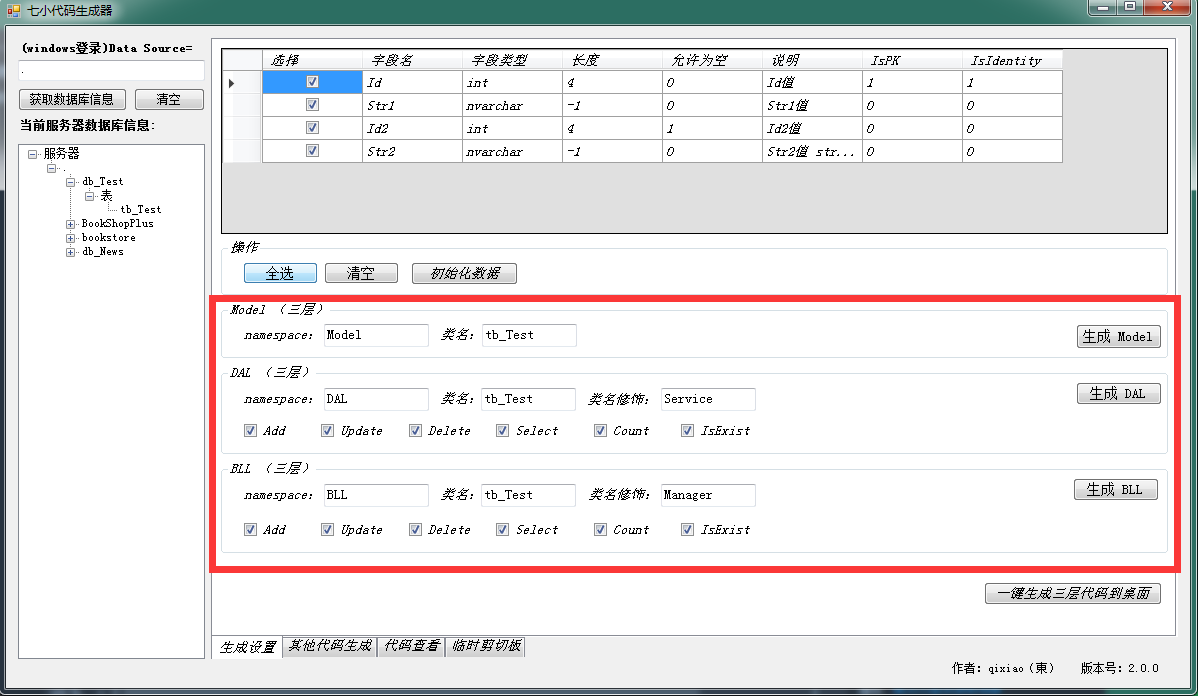 七小代码生成器
(windows登录)Data Source=
.
获取数据库信息 清空
当前服务器数据库信息:
服务器
.
db_Test
表
tb_Test
BookShopPlus
bookstore
db_News
选择 字段名 字段类型 长度 允许为空 说明 IsPK IsIdentity
Id int 4 0 Id值 1 1
Str1 nvarchar -1 0 Str1值 0 0
Id2 int 4 1 Id2值 0 0
Str2 nvarchar -1 0 Str2值 str... 0 0
操作
全选 清空 初始化数据
Model （三层）
namespace: Model 类名: tb_Test 生成 Model
DAL （三层）
namespace: DAL 类名: tb_Test 类名修饰: Service 生成 DAL
Add Update Delete Select Count IsExist
BLL （三层）
namespace: BLL 类名: tb_Test 类名修饰: Manager 生成 BLL
Add Update Delete Select Count IsExist
一键生成三层代码到桌面
生成设置 其他代码生成 代码查看 临时剪切板
作者: qixiao（東） 版本号: 2.0.0